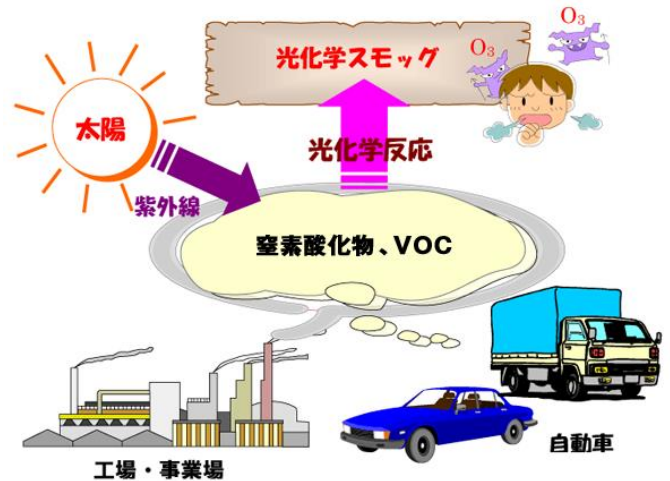 光化学スモッグ
O₃
O₃
太陽
光化学反応
紫外線
窒素酸化物、VOC
自動車
工場・事業場